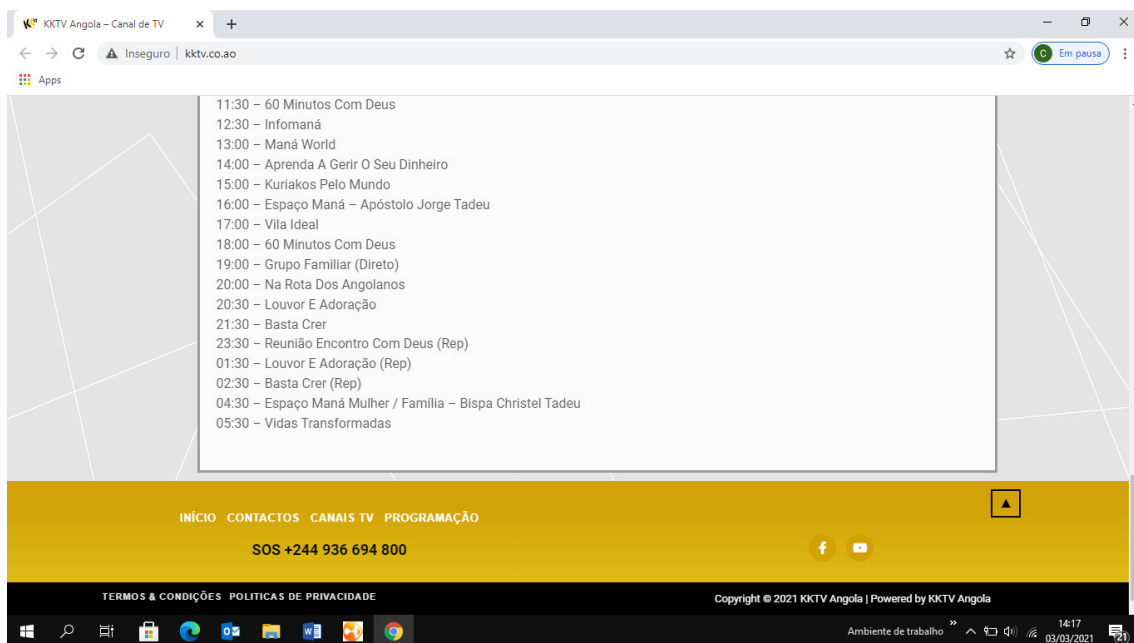 KKTV Angola – Canal de TV
Inseguro | kktv.co.ao
C Em pausa
Apps
11:30 – 60 Minutos Com Deus
12:30 – Infomaná
13:00 – Maná World
14:00 – Aprenda A Gerir O Seu Dinheiro
15:00 – Kuriakos Pelo Mundo
16:00 – Espaço Maná – Apóstolo Jorge Tadeu
17:00 – Vila Ideal
18:00 – 60 Minutos Com Deus
19:00 – Grupo Familiar (Direto)
20:00 – Na Rota Dos Angolanos
20:30 – Louvor E Adoração
21:30 – Basta Crer
23:30 – Reunião Encontro Com Deus (Rep)
01:30 – Louvor E Adoração (Rep)
02:30 – Basta Crer (Rep)
04:30 – Espaço Maná Mulher / Família – Bispa Christel Tadeu
05:30 – Vidas Transformadas
INÍCIO CONTACTOS CANAIS TV PROGRAMAÇÃO
SOS +244 936 694 800
TERMOS & CONDIÇÕES POLITICAS DE PRIVACIDADE
Copyright © 2021 KKTV Angola | Powered by KKTV Angola
Ambiente de trabalho
14:17
03/03/2021
21